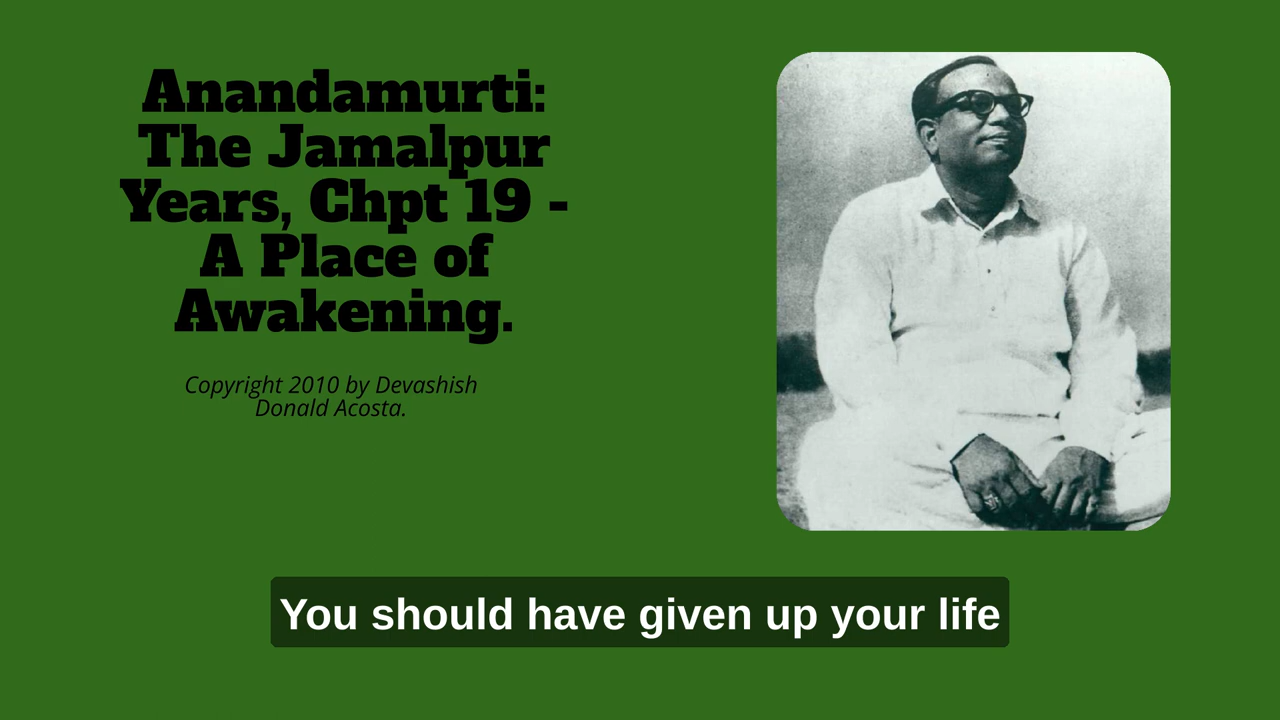 Anandamurti:
The Jamalpur
Years, Chpt 19 -
A Place of
Awakening.
Copyright 2010 by Devashish
Donald Acosta.
You should have given up your life